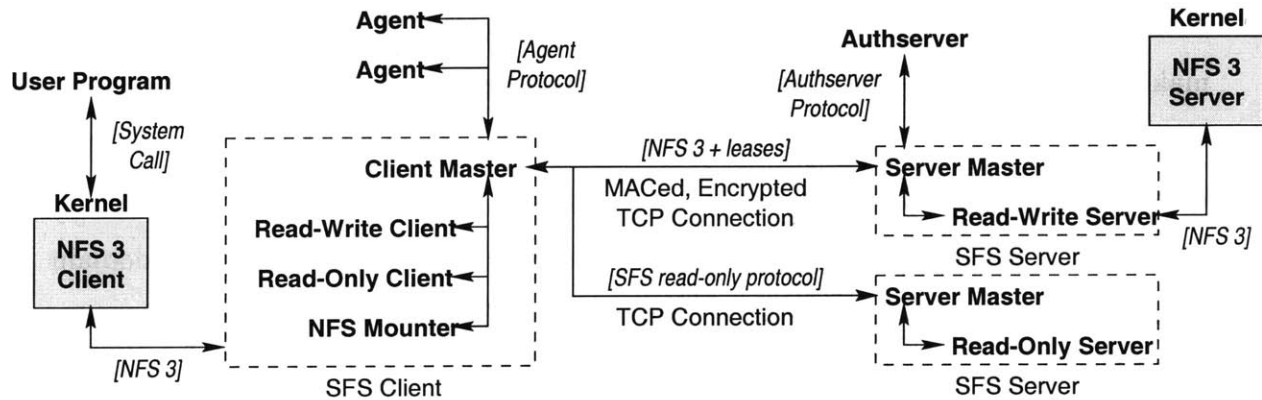 Agent
Agent
[Agent
Protocol]
User Program
[System
Call]
Kernel
NFS 3
Client
[NFS 3]
Client Master
Read-Write Client
Read-Only Client
NFS Mounter
SFS Client
[NFS 3 + leases]
MACed, Encrypted
TCP Connection
[SFS read-only protocol]
TCP Connection
Authserver
[Authserver
Protocol]
Kernel
NFS 3
Server
Server Master
Read-Write Server
[NFS 3]
SFS Server
Server Master
Read-Only Server
SFS Server